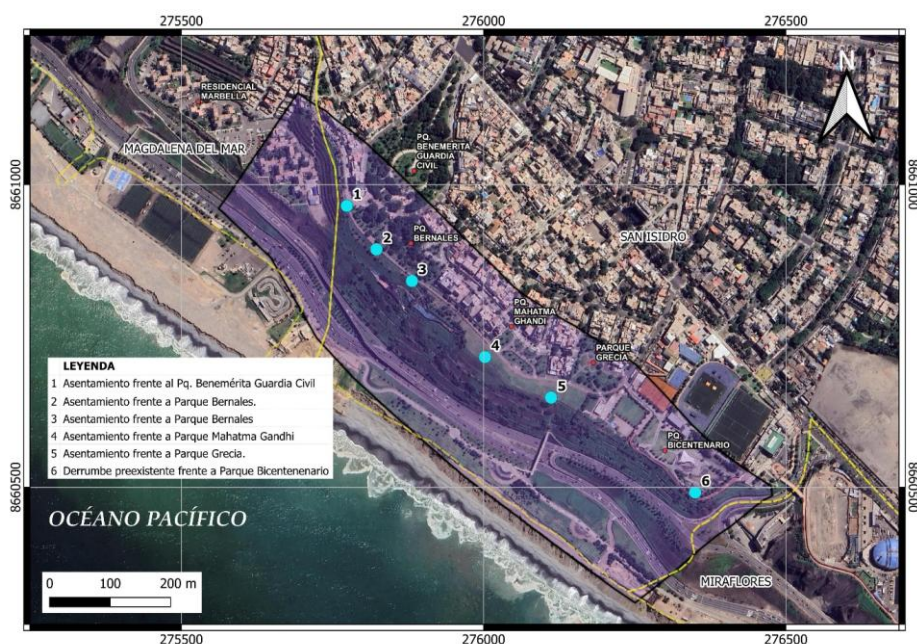 275500
276000
276500
N
RESIDENCIAL
MARBELLA
MAGDALENA DEL MAR
PQ.
BENEMERITA
GUARDIA
CIVIL
8661000
8661000
1
SAN ISIDRO
2
PQ.
BERNALES
3
PQ.
MAHATMA
GHANDI
4
PARQUE
GRECIA
5
LEYENDA
1 Asentamiento frente al Pq. Benemérita Guardia Civil
2 Asentamiento frente a Parque Bernales.
3 Asentamiento frente a Parque Bernales
4 Asentamiento frente a Parque Mahatma Gandhi
5 Asentamiento frente a Parque Grecia.
6 Derrumbe preexistente frente a Parque Bicentenenario
PQ.
BICENTENARIO
6
8660500
8660500
OCÉANO PACÍFICO
MIRAFLORES
0 100 200 m
275500
276000
276500